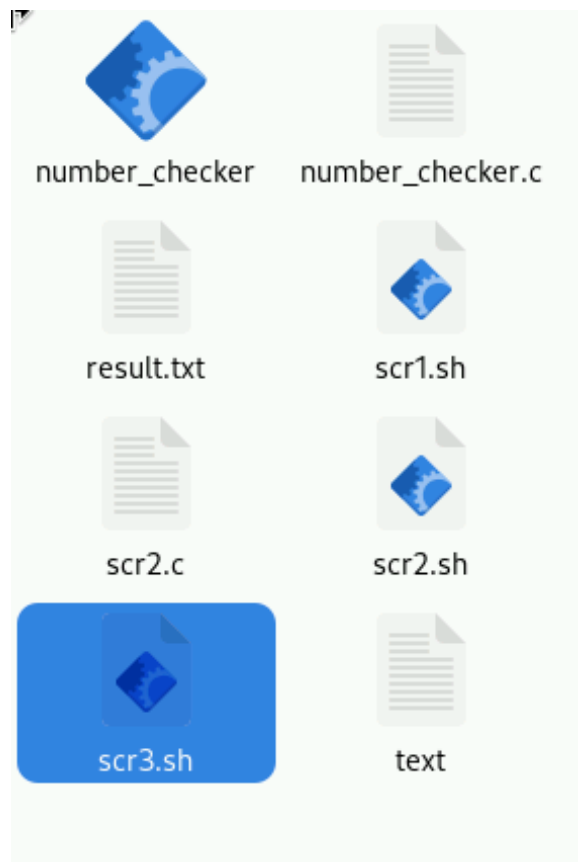 number_checker
number_checker.c
result.txt
scr1.sh
scr2.c
scr2.sh
scr3.sh
text